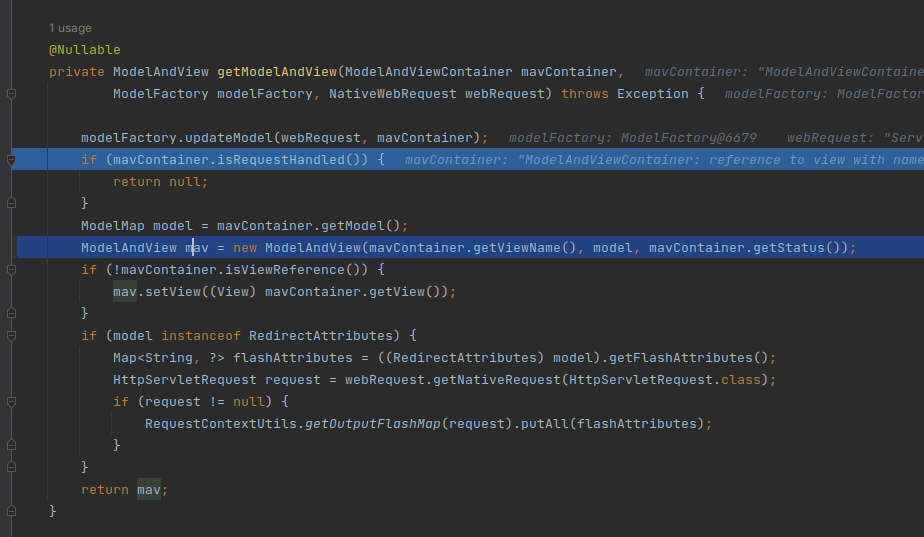 1 usage
@Nullable
private ModelAndView getModelAndView(ModelAndViewContainer mavContainer,   mavContainer: "ModelAndViewContaine
ModelFactory modelFactory, NativeWebRequest webRequest) throws Exception {   modelFactory: ModelFactor
modelFactory.updateModel(webRequest, mavContainer);   modelFactory: ModelFactory@6679   webRequest: "Serv
if (mavContainer.isRequestHandled()) {   mavContainer: "ModelAndViewContainer: reference to view with name
return null;
}
ModelMap model = mavContainer.getModel();
ModelAndView mav = new ModelAndView(mavContainer.getViewName(), model, mavContainer.getStatus());
if (!mavContainer.isViewReference()) {
mav.setView((View) mavContainer.getView());
}
if (model instanceof RedirectAttributes) {
Map<String, ?> flashAttributes = ((RedirectAttributes) model).getFlashAttributes();
HttpServletRequest request = webRequest.getNativeRequest(HttpServletRequest.class);
if (request != null) {
RequestContextUtils.getOutputFlashMap(request).putAll(flashAttributes);
}
}
return mav;
}